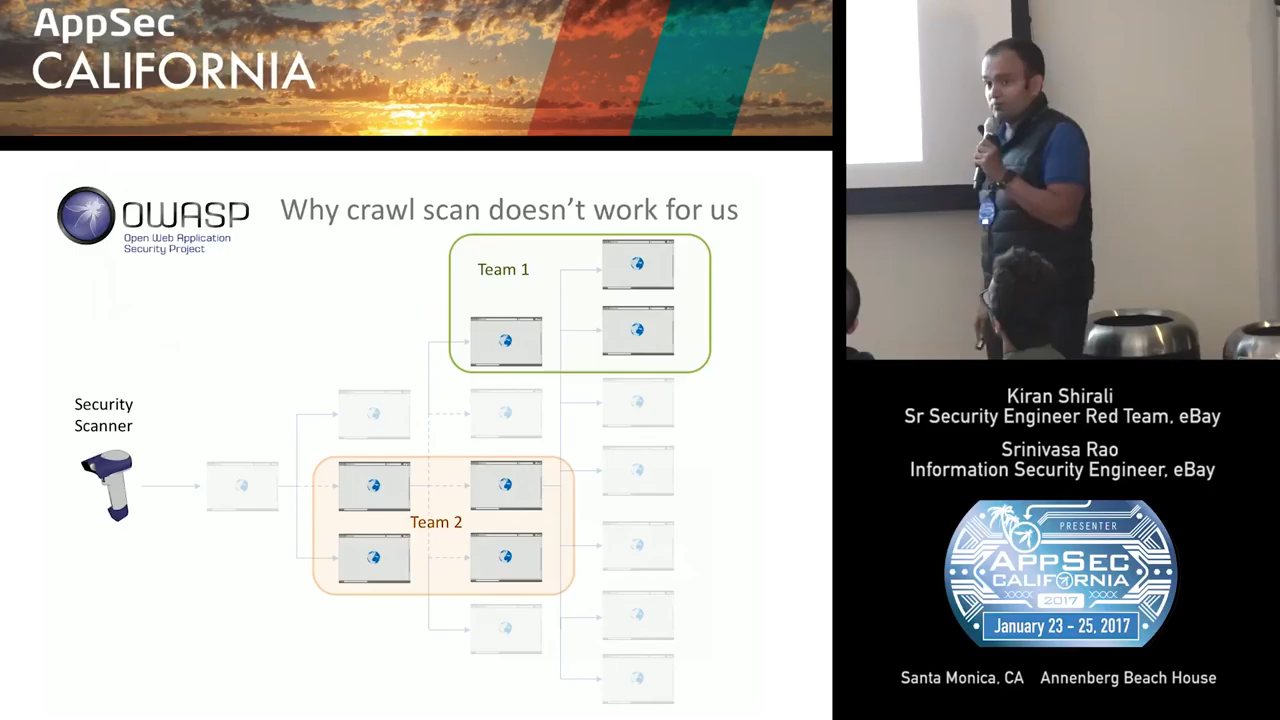 AppSec
CALIFORNIA
OWASP
Open Web Application
Security Project
Why crawl scan doesn’t work for us
Team 1
Security
Scanner
Team 2
Kiran Shirali
Sr Security Engineer Red Team, eBay
Srinivasa Rao
Information Security Engineer, eBay
PRESENTER
APPSEC
CALIFORNIA
XXXX 2017 XXXX
January 23 - 25, 2017
Santa Monica, CA Annenberg Beach House